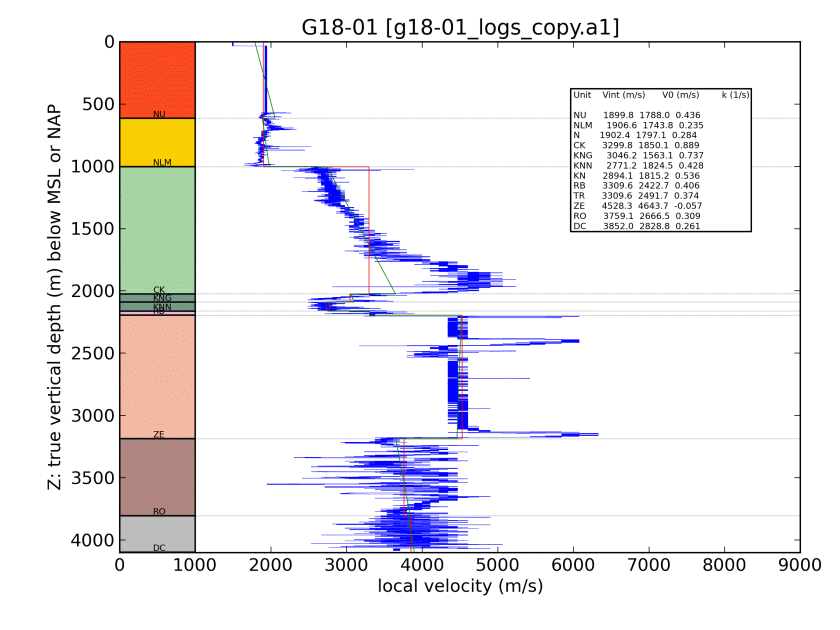 G18-01 [g18-01_logs_copy.a1]
0
500
1000
1500
2000
2500
3000
3500
4000
Z: true vertical depth (m) below MSL or NAP
NU
NLM
CK
KNG
KNN
RB
ZE
RO
DC
Unit Vint (m/s) V0 (m/s) k (1/s)
NU 1899.8 1788.0 0.436
NLM 1906.6 1743.8 0.235
N 1902.4 1797.1 0.284
CK 3299.8 1850.1 0.889
KNG 3046.2 1563.1 0.737
KNN 2771.2 1824.5 0.428
KN 2894.1 1815.2 0.536
RB 3309.6 2422.7 0.406
TR 3309.6 2491.7 0.374
ZE 4528.3 4643.7 -0.057
RO 3759.1 2666.5 0.309
DC 3852.0 2828.8 0.261
0 1000 2000 3000 4000 5000 6000 7000 8000 9000
local velocity (m/s)